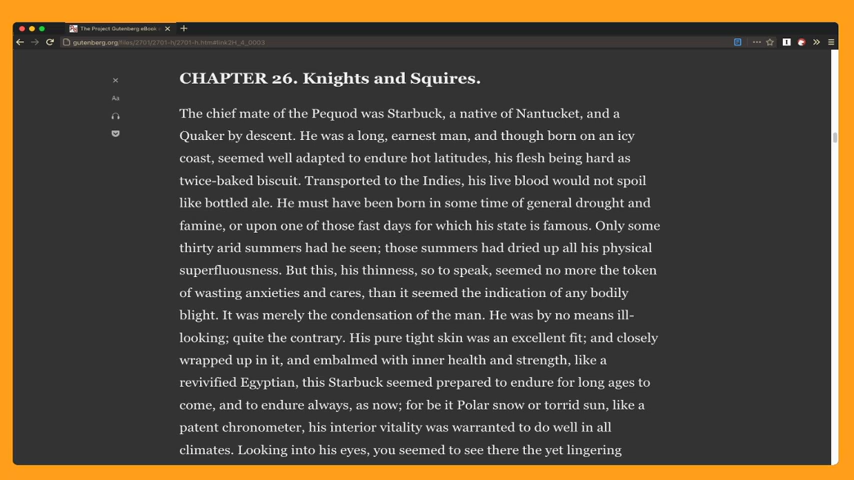 The Project Gutenberg eBook
gutenberg.org/files/2701/2701-h/2701-h.htm#link2H_4_0003
Aa
CHAPTER 26. Knights and Squires.
The chief mate of the Pequod was Starbuck, a native of Nantucket, and a
Quaker by descent. He was a long, earnest man, and though born on an icy
coast, seemed well adapted to endure hot latitudes, his flesh being hard as
twice-baked biscuit. Transported to the Indies, his live blood would not spoil
like bottled ale. He must have been born in some time of general drought and
famine, or upon one of those fast days for which his state is famous. Only some
thirty arid summers had he seen; those summers had dried up all his physical
superfluousness. But this, his thinness, so to speak, seemed no more the token
of wasting anxieties and cares, than it seemed the indication of any bodily
blight. It was merely the condensation of the man. He was by no means ill-
looking; quite the contrary. His pure tight skin was an excellent fit; and closely
wrapped up in it, and embalmed with inner health and strength, like a
revivified Egyptian, this Starbuck seemed prepared to endure for long ages to
come, and to endure always, as now; for be it Polar snow or torrid sun, like a
patent chronometer, his interior vitality was warranted to do well in all
climates. Looking into his eyes, you seemed to see there the yet lingering